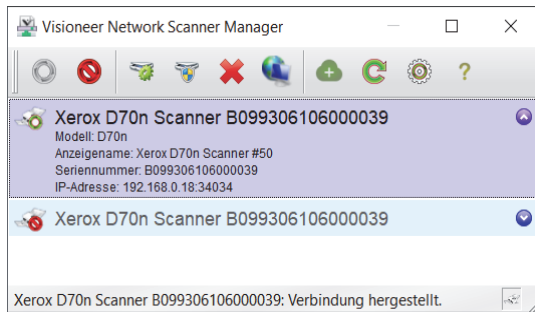 Visioneer Network Scanner Manager
?
Xerox D70n Scanner B099306106000039
Modell: D70n
Anzeigename: Xerox D70n Scanner #50
Seriennummer: B099306106000039
IP-Adresse: 192.168.0.18:34034
Xerox D70n Scanner B099306106000039
Xerox D70n Scanner B099306106000039: Verbindung hergestellt.